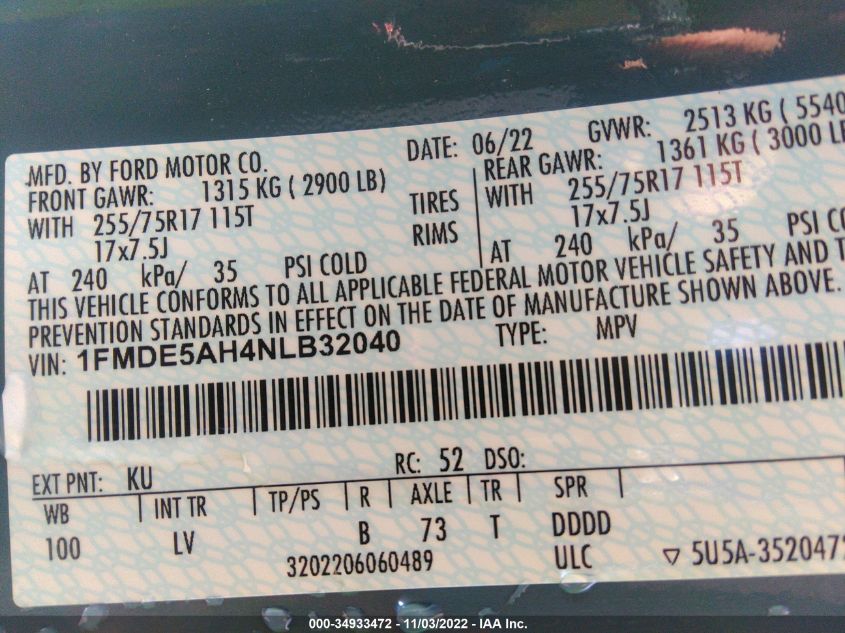 MFD. BY FORD MOTOR CO. DATE: 06/22 GVWR: 2513 KG ( 5540
FRONT GAWR: 1315 KG ( 2900 LB) REAR GAWR: 1361 KG ( 3000 LB
WITH 255/75R17 115T TIRES WITH 255/75R17 115T
17x7.5J RIMS 17x7.5J
AT 240 kPa/ 35 PSI COLD AT 240 kPa/ 35 PSI CO
THIS VEHICLE CONFORMS TO ALL APPLICABLE FEDERAL MOTOR VEHICLE SAFETY AND T
PREVENTION STANDARDS IN EFFECT ON THE DATE OF MANUFACTURE SHOWN ABOVE.
VIN: 1FMDE5AH4NLB32040 TYPE: MPV
EXT PNT: KU RC: 52 DSO:
WB INT TR TP/PS R AXLE TR SPR
100 LV B 73 T DDDD
3202206060489 ULC ▽ 5U5A-3520472
000-34933472 - 11/03/2022 - IAA Inc.